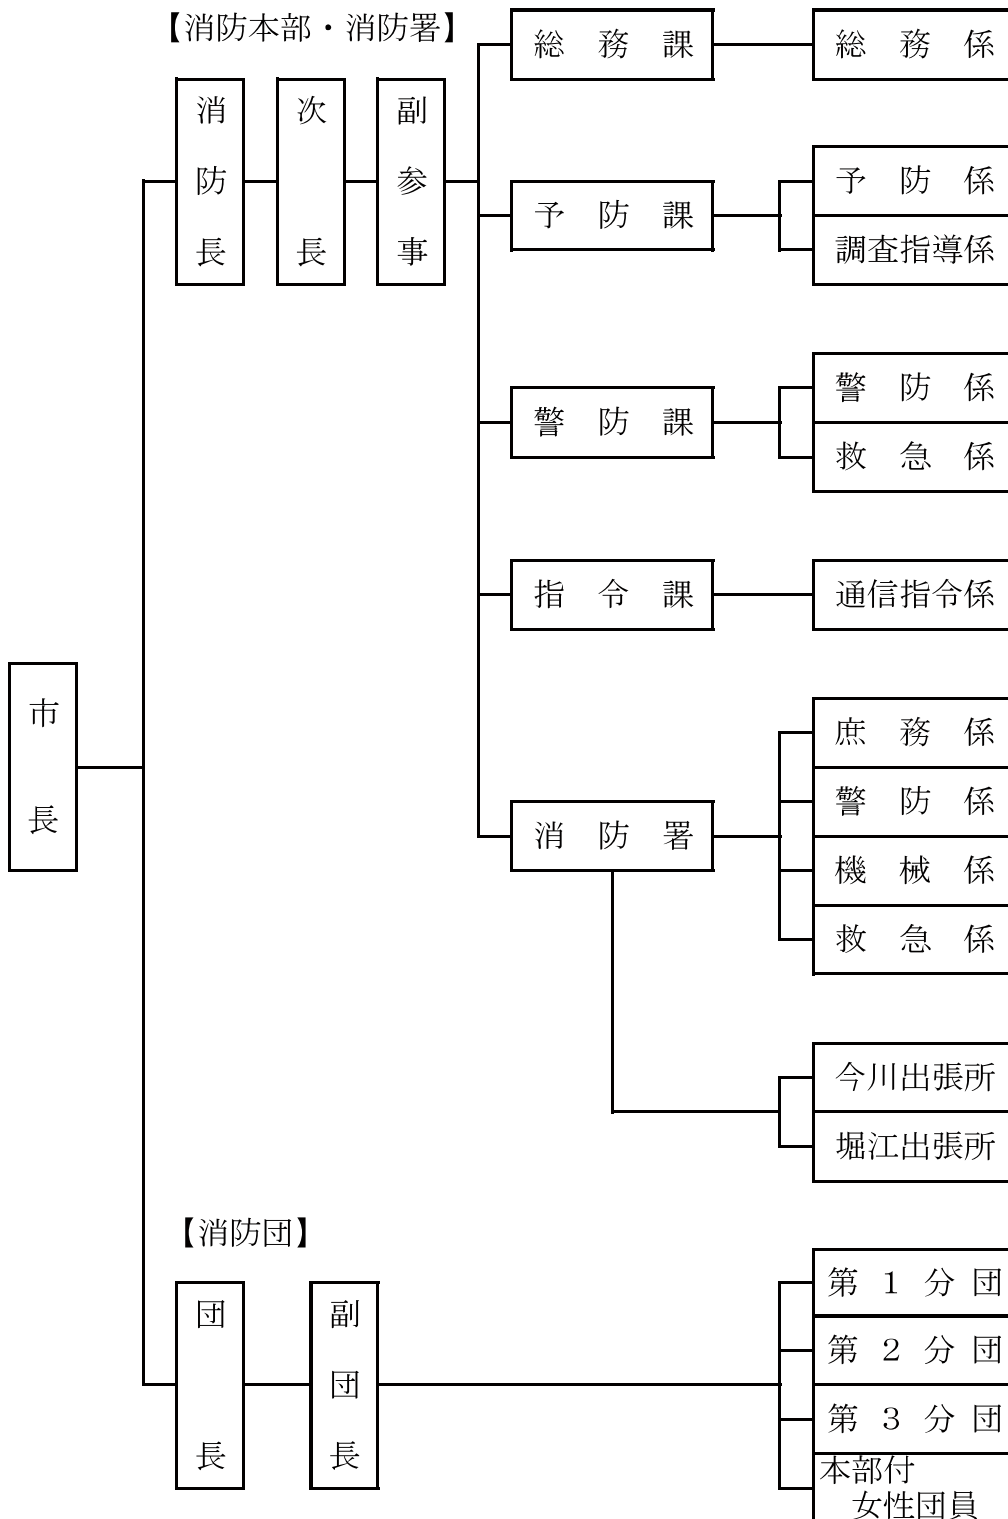 【消防本部・消防署】
消防長
次長
副参事
総務課
総務係
予防課
予防係
調査指導係
警防課
警防係
救急係
指令課
通信指令係
市長
消防署
庶務係
警防係
機械係
救急係
今川出張所
堀江出張所
【消防団】
団長
副団長
第1分団
第2分団
第3分団
本部付
女性団員